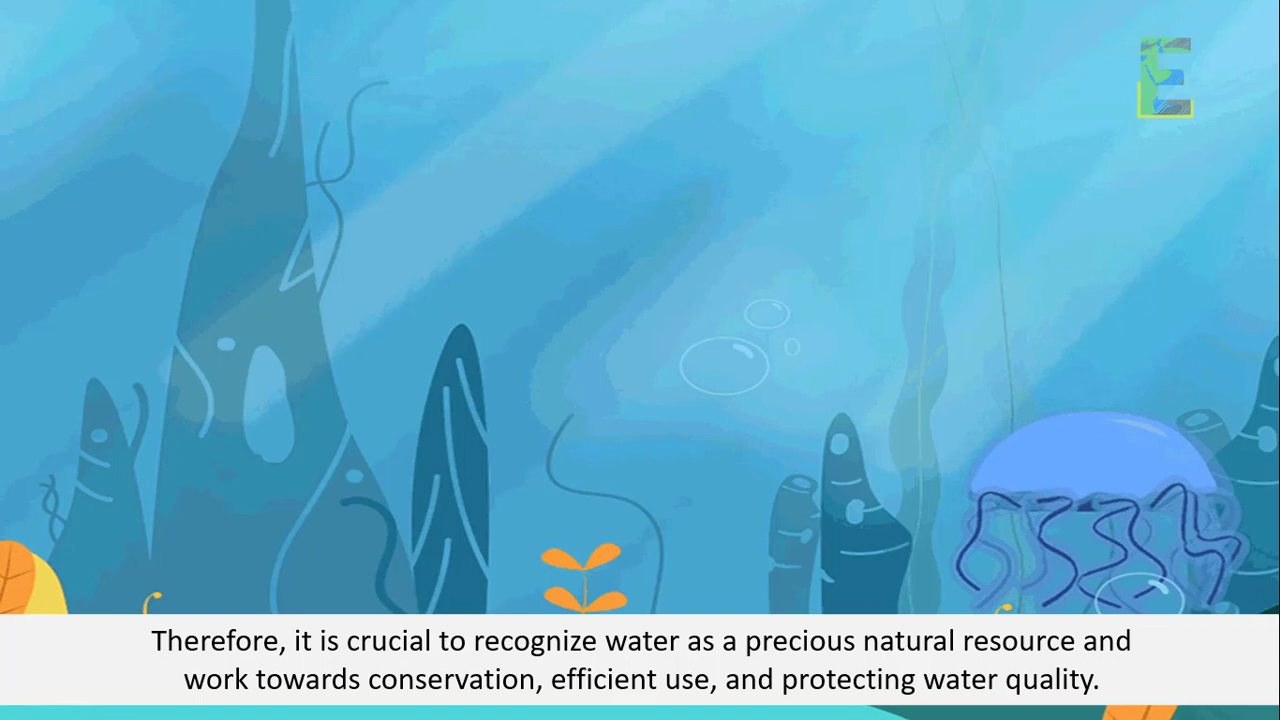 E
Therefore, it is crucial to recognize water as a precious natural resource and
work towards conservation, efficient use, and protecting water quality.